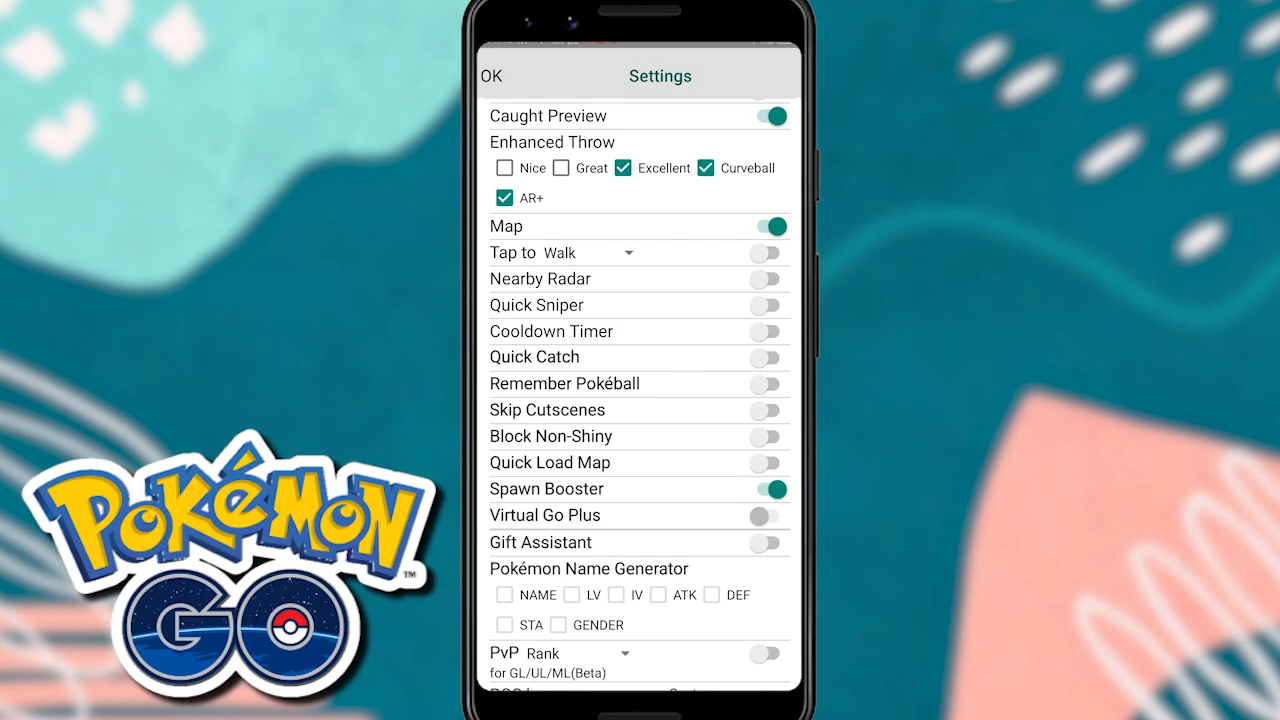 OK Settings
Caught Preview
Enhanced Throw
Nice Great Excellent Curveball
AR+
Map
Tap to Walk
Nearby Radar
Quick Sniper
Cooldown Timer
Quick Catch
Remember Pokéball
Skip Cutscenes
Block Non-Shiny
Quick Load Map
Spawn Booster
Virtual Go Plus
Gift Assistant
Pokémon Name Generator
NAME LV IV ATK DEF
STA GENDER
PvP Rank
for GL/UL/ML(Beta)
POKÉMON™
GO